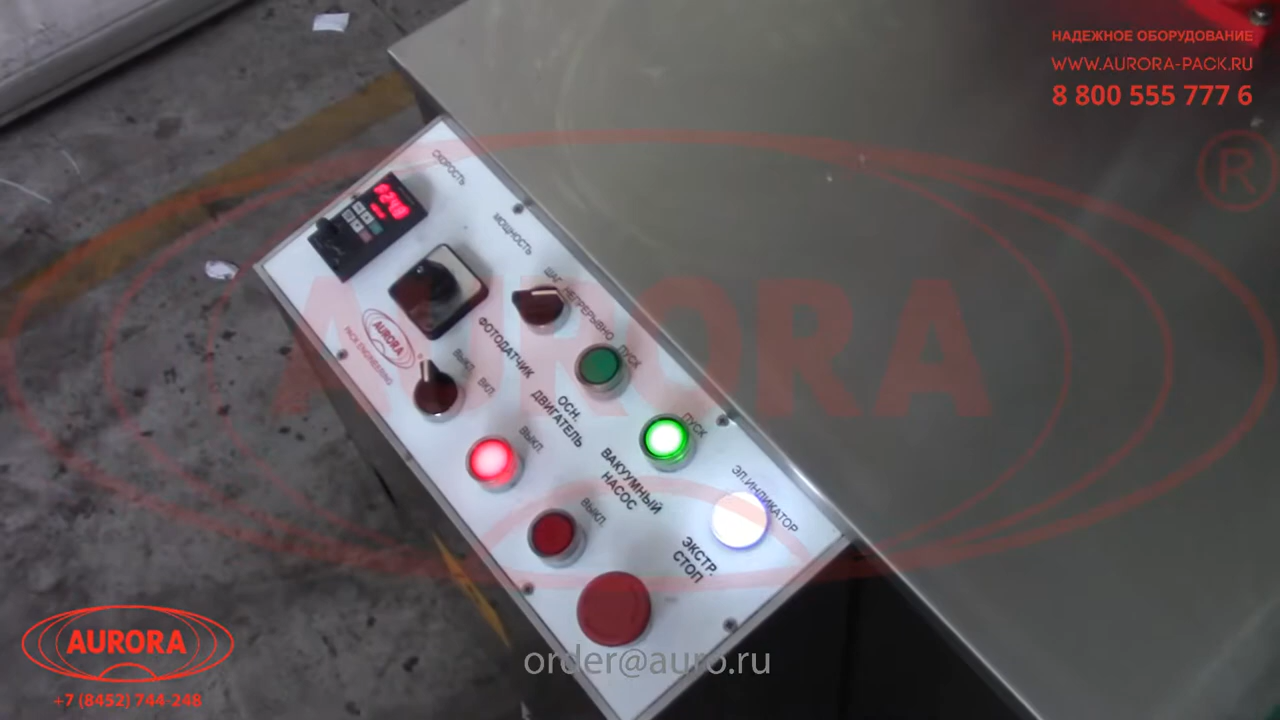 НАДЕЖНОЕ ОБОРУДОВАНИЕ
WWW.AURORA-PACK.RU
8 800 555 777 6
AURORA
®
СКОРОСТЬ
МОЩНОСТЬ
ШАГ
НЕПРЕРЫВНО
AURORA
PACK ENGINEERING
ФОТОДАТЧИК
ВЫКЛ.
ВКЛ.
ПУСК
ОСН.
ДВИГАТЕЛЬ
ВЫКЛ.
ПУСК
ВАКУУМНЫЙ
НАСОС
ВЫКЛ.
ЭЛ.ИНДИКАТОР
ЭКСТР.
СТОП
order@auro.ru
AURORA
+7 (8452) 744-248